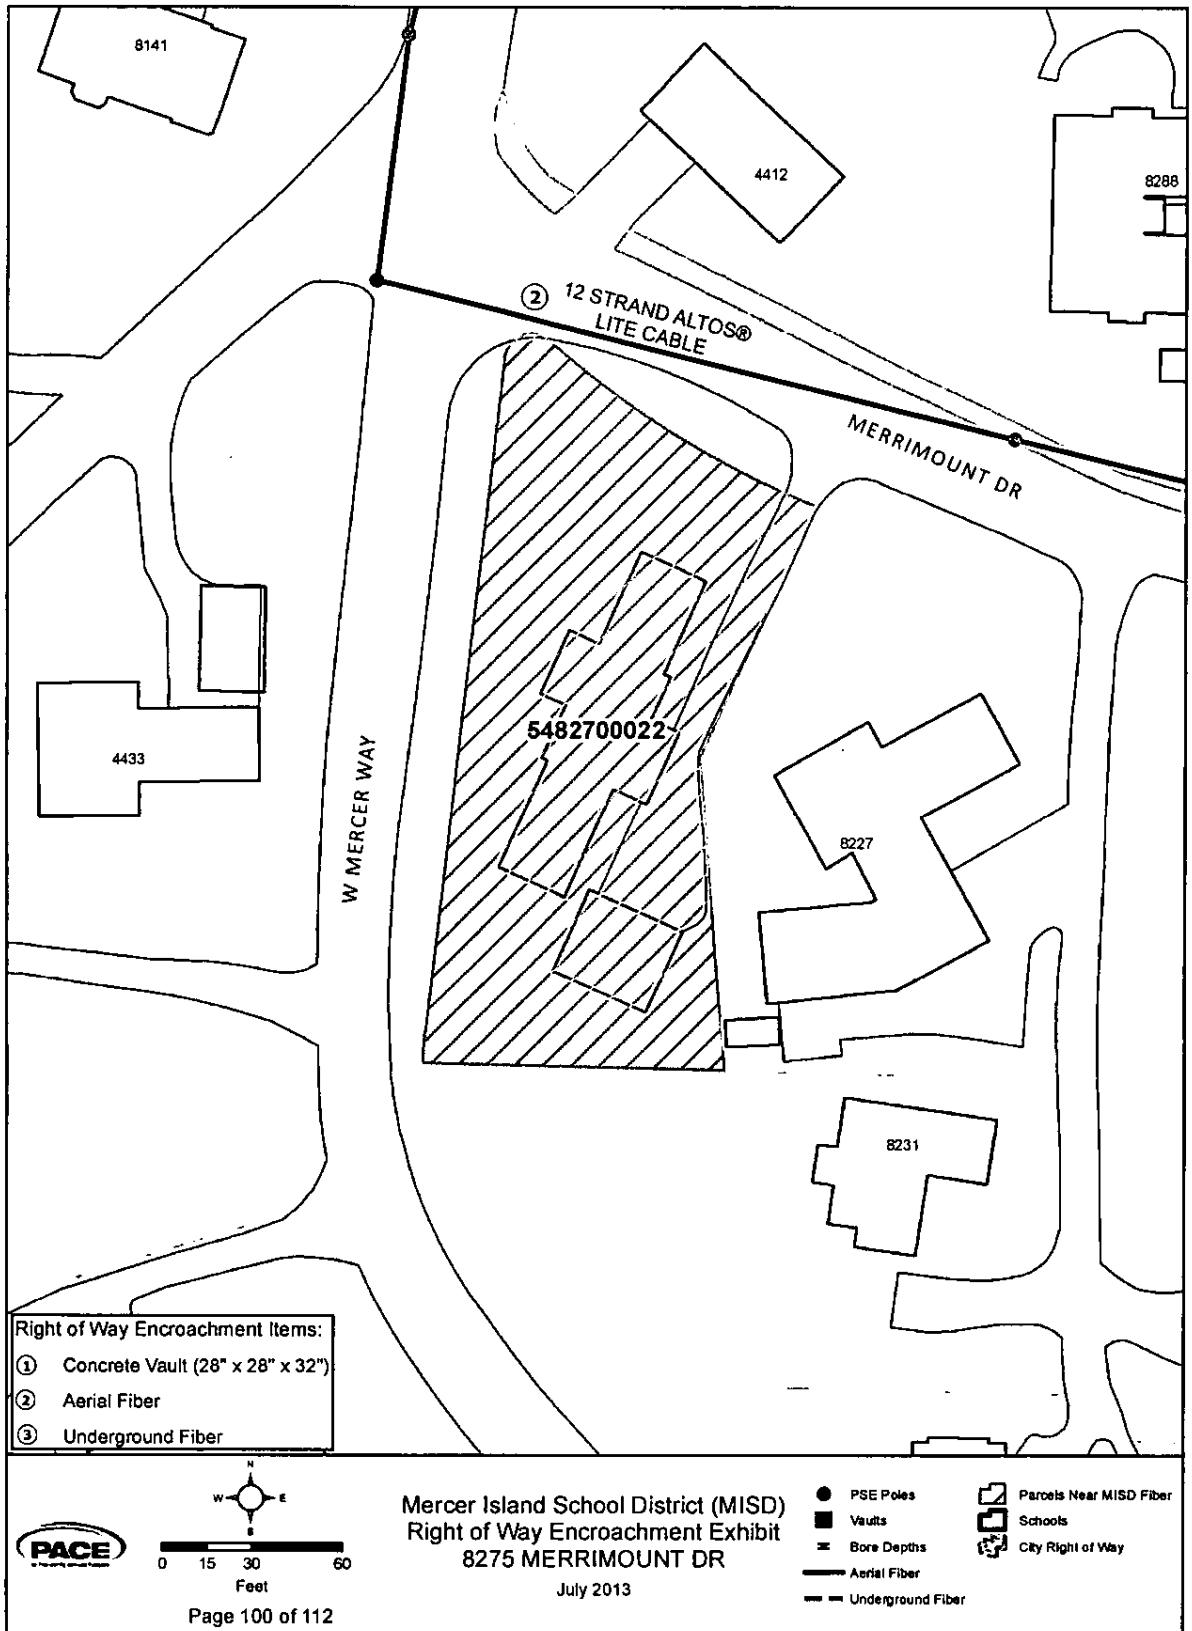 8141
4412
8288
② 12 STRAND ALTOS®
LITE CABLE
MERRIMOUNT DR
5482700022
4433
W MERCER WAY
8227
8231
Right of Way Encroachment Items:
① Concrete Vault (28" x 28" x 32")
② Aerial Fiber
③ Underground Fiber
N
W E
S
PACE
0 15 30 60
Feet
Page 100 of 112
Mercer Island School District (MISD)
Right of Way Encroachment Exhibit
8275 MERRIMOUNT DR
July 2013
PSE Poles
Vaults
Bore Depths
Aerial Fiber
Underground Fiber
Parcels Near MISD Fiber
Schools
City Right of Way